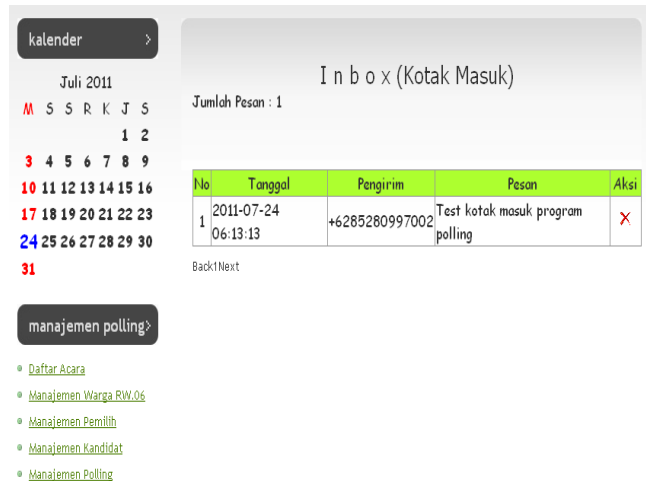 kalender >
Juli 2011
M S S R K J S
1 2
3 4 5 6 7 8 9
10 11 12 13 14 15 16
17 18 19 20 21 22 23
24 25 26 27 28 29 30
31
manajemen polling>
Daftar Acara
Manajemen Warga RW.06
Manajemen Pemilih
Manajemen Kandidat
Manajemen Polling
I n b o x (Kotak Masuk)
Jumlah Pesan : 1
No Tanggal Pengirim Pesan Aksi
1 2011-07-24 06:13:13 +6285280997002 Test kotak masuk program polling X
Back1Next